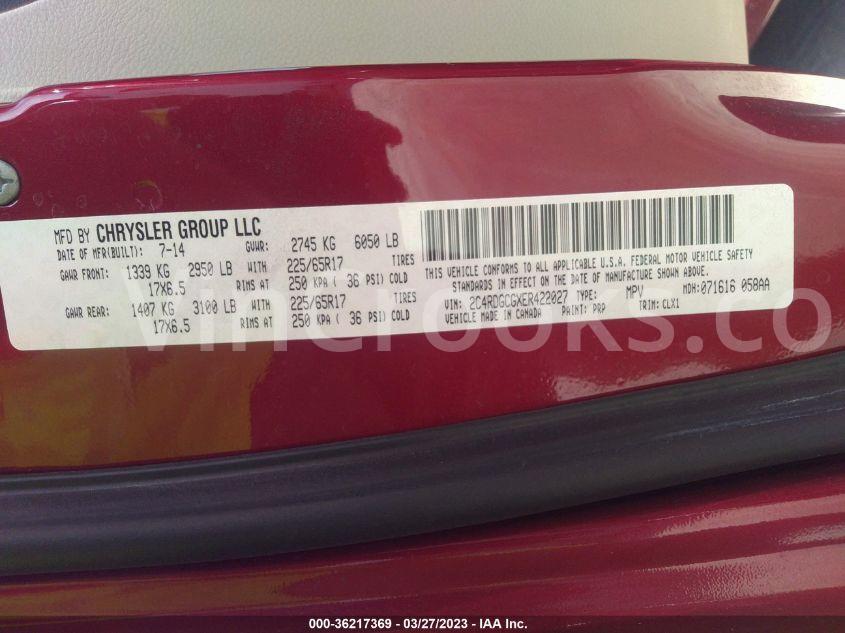 MFD BY CHRYSLER GROUP LLC
DATE OF MFR(BUILT): 7-14 GVWR: 2745 KG 6050 LB
GAWR FRONT: 1339 KG 2950 LB WITH 225/65R17 TIRES
17X6.5 RIMS AT 250 KPA ( 36 PSI) COLD
GAWR REAR: 1407 KG 3100 LB WITH 225/65R17 TIRES
17X6.5 RIMS AT 250 KPA ( 36 PSI) COLD
THIS VEHICLE CONFORMS TO ALL APPLICABLE U.S.A. FEDERAL MOTOR VEHICLE SAFETY
STANDARDS IN EFFECT ON THE DATE OF MANUFACTURE SHOWN ABOVE.
VIN: 2C4RDGCGXER422027 TYPE: MPV MDH: 071616 058AA
VEHICLE MADE IN CANADA PAINT: PRP TRIM: CLX1
vincrooks.co
000-36217369 - 03/27/2023 - IAA Inc.